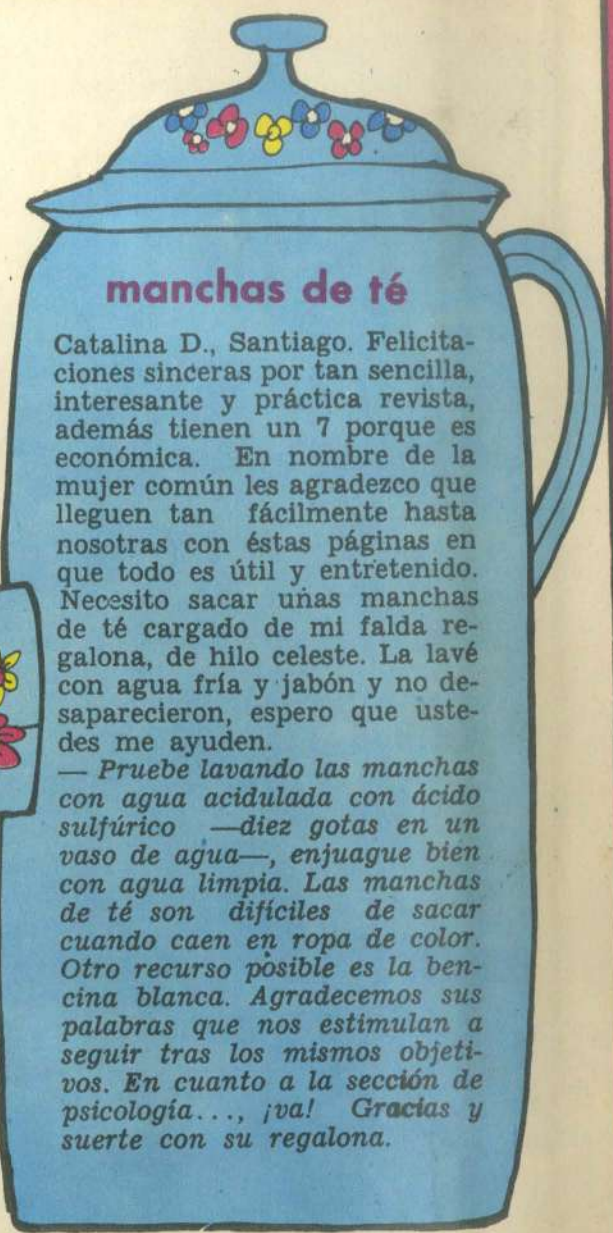 manchas de té
Catalina D., Santiago. Felicita-
ciones sinceras por tan sencilla,
interesante y práctica revista,
además tienen un 7 porque es
económica. En nombre de la
mujer común les agradezco que
lleguen tan fácilmente hasta
nosotras con éstas páginas en
que todo es útil y entretenido.
Necesito sacar uñas manchas
de té cargado de mi falda re-
galona, de hilo celeste. La lavé
con agua fría y jabón y no de-
saparecieron, espero que uste-
des me ayuden.
— Pruebe lavando las manchas
con agua acidulada con ácido
sulfúrico —diez gotas en un
vaso de agua—, enjuague bien
con agua limpia. Las manchas
de té son difíciles de sacar
cuando caen en ropa de color.
Otro recurso posible es la ben-
cina blanca. Agradecemos sus
palabras que nos estimulan a
seguir tras los mismos objeti-
vos. En cuanto a la sección de
psicología..., ¡va! Gracias y
suerte con su regalona.